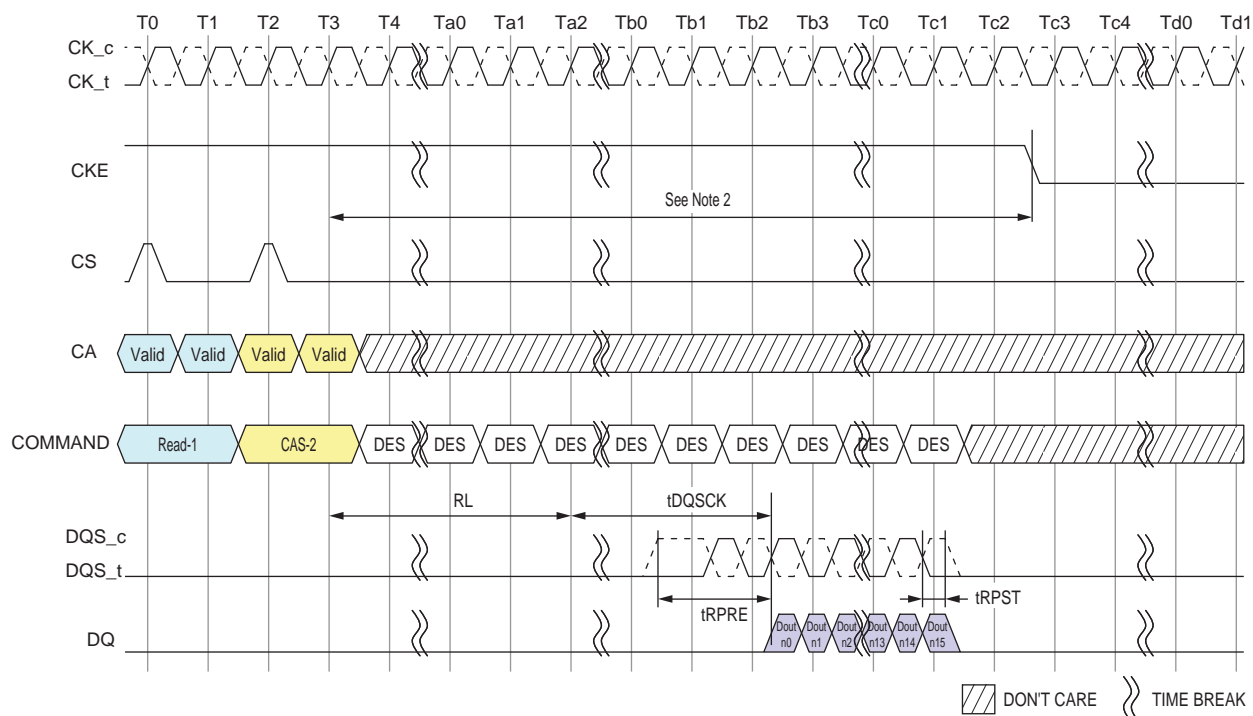 T0 T1 T2 T3 T4 Ta0 Ta1 Ta2 Tb0 Tb1 Tb2 Tb3 Tc0 Tc1 Tc2 Tc3 Tc4 Td0 Td1
CK_c
CK_t
CKE
See Note 2
CS
CA Valid Valid Valid Valid
COMMAND Read-1 CAS-2 DES DES DES DES DES DES DES DES DES DES
RL tDQSCK
DQS_c
DQS_t
tRPRE tRPST
DQ Dout n0 Dout n1 Dout n2 Dout n13 Dout n14 Dout n15
DON'T CARE TIME BREAK